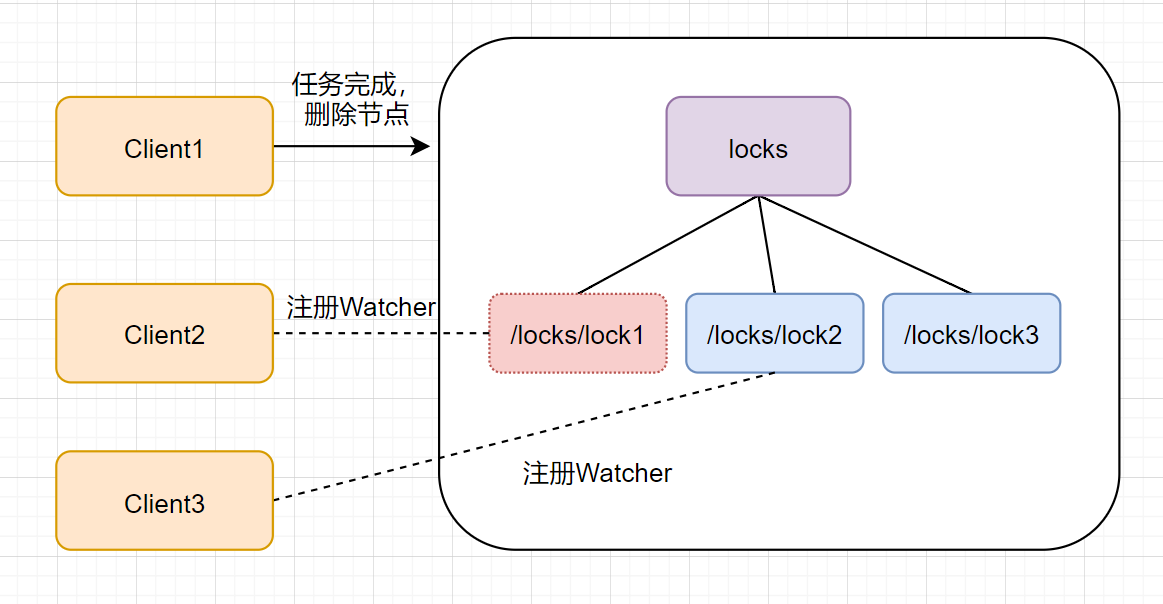 任务完成,
删除节点
Client1
locks
注册Watcher
Client2
/locks/lock1
/locks/lock2
/locks/lock3
注册Watcher
Client3